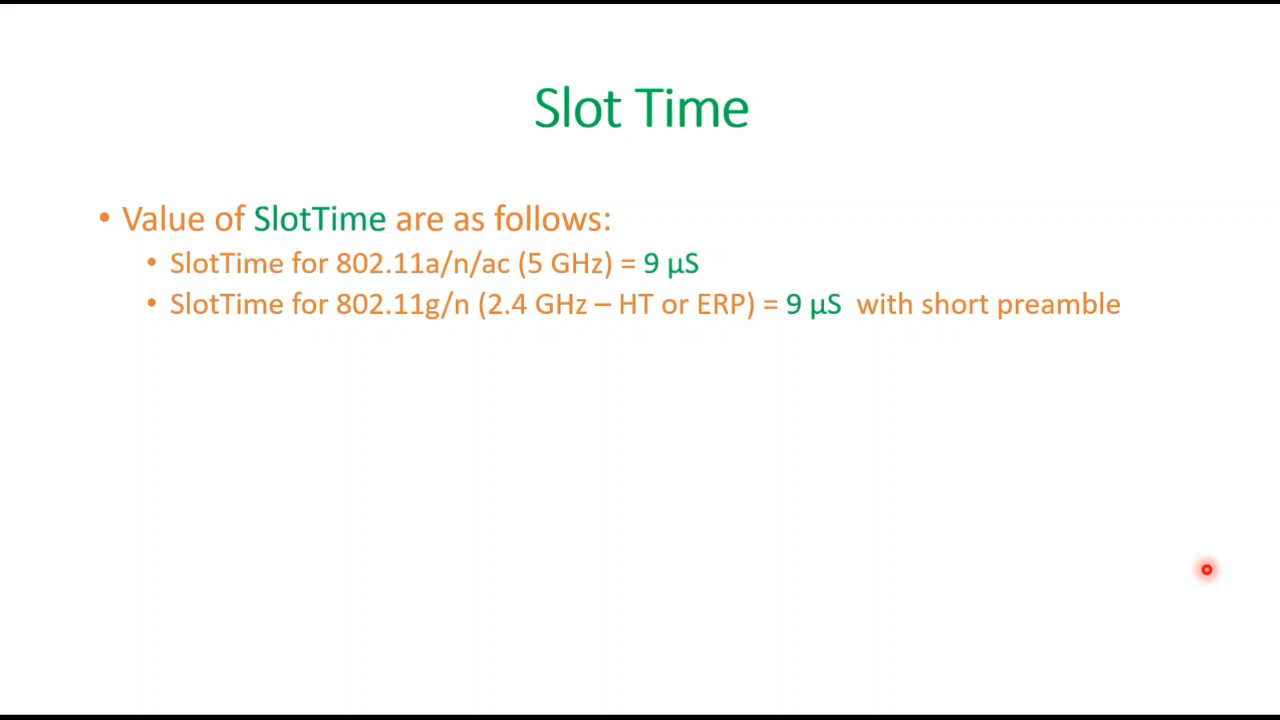 Slot Time
• Value of SlotTime are as follows:
• SlotTime for 802.11a/n/ac (5 GHz) = 9 µS
• SlotTime for 802.11g/n (2.4 GHz – HT or ERP) = 9 µS with short preamble